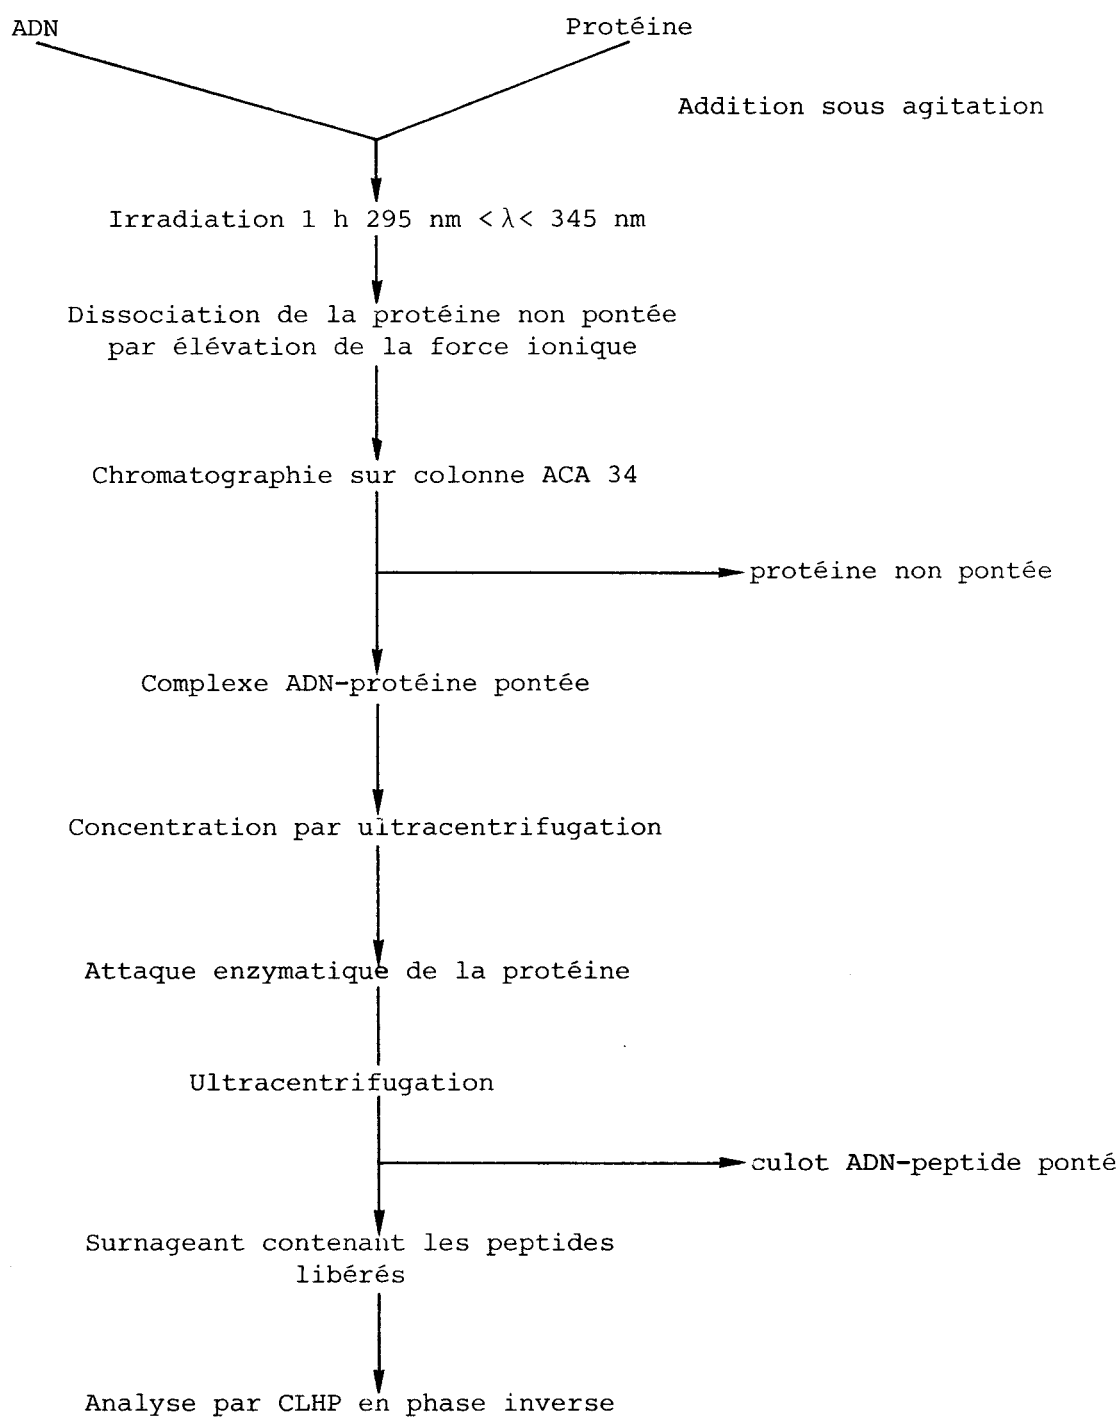 ADN
Protéine
Addition sous agitation
Irradiation 1 h 295 nm < λ < 345 nm
Dissociation de la protéine non pontée
par élévation de la force ionique
Chromatographie sur colonne ACA 34
protéine non pontée
Complexe ADN-protéine pontée
Concentration par ultracentrifugation
Attaque enzymatique de la protéine
Ultracentrifugation
culot ADN-peptide ponté
Surnageant contenant les peptides
libérés
Analyse par CLHP en phase inverse